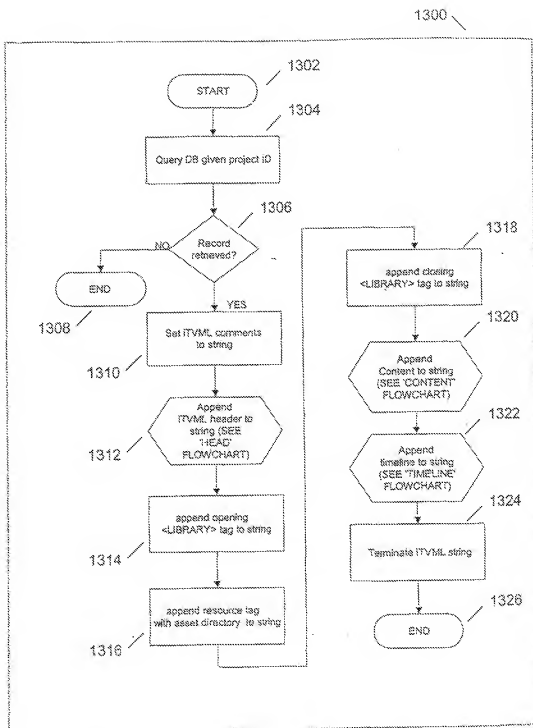 1300
1302
START
1304
Query DB given project ID
1306
Record
retrieved?
NO
END
1308
YES
Set iTVML comments
to string
1310
Append
iTVML header to
string (SEE
'HEAD'
FLOWCHART)
1312
append opening
<LIBRARY> tag to string
1314
append resource tag
with asset directory to string
1316
1318
append closing
<LIBRARY> tag to string
1320
Append
Content to string
(SEE 'CONTENT'
FLOWCHART)
1322
Append
timeline to string
(SEE 'TIMELINE'
FLOWCHART)
1324
Terminate iTVML string
1326
END